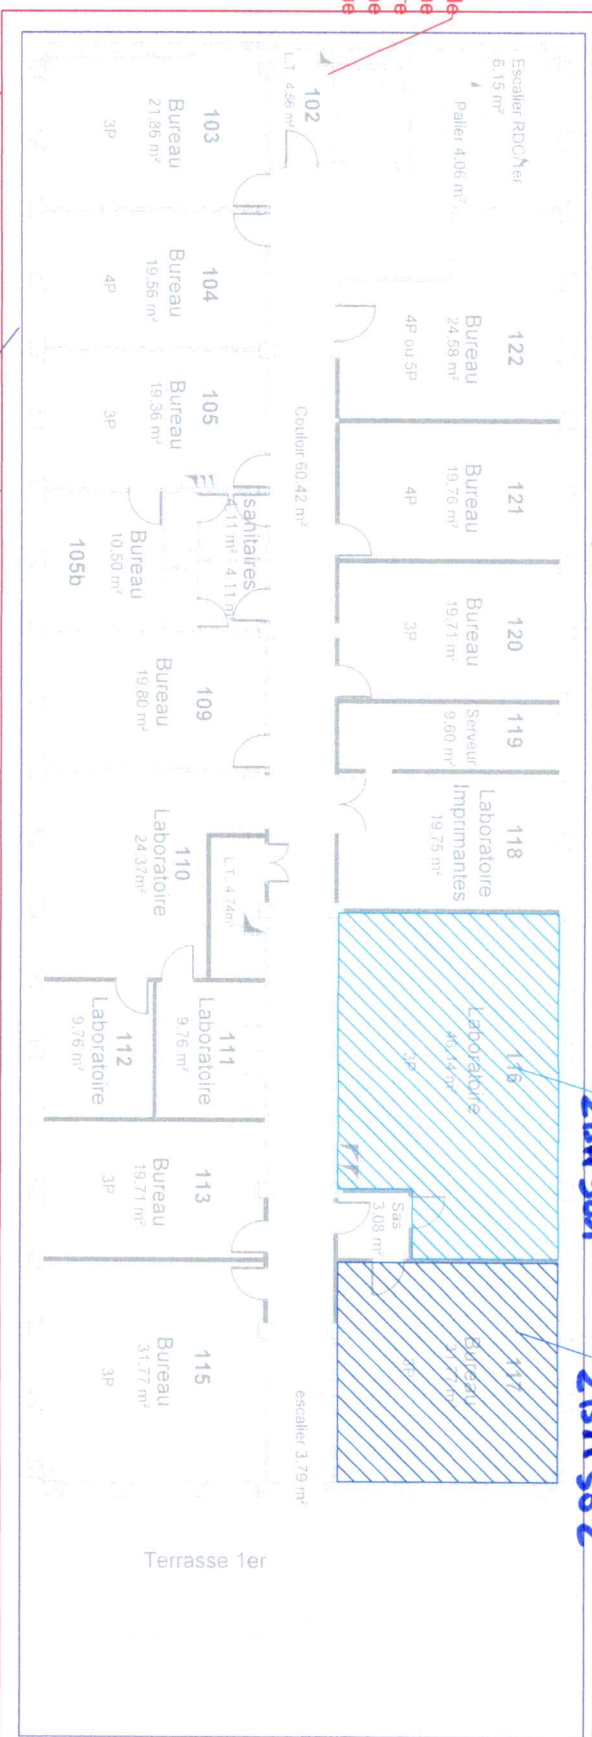 Escalier RDC/1er
6.15 m²
Palier 4.06 m²
102
L.T. 4.56 m²
103
Bureau
21.86 m²
3P
104
Bureau
19.56 m²
4P
105
Bureau
19.36 m²
3P
sanitaires
4.11 m² 4.11 m²
Bureau
10.50 m²
105b
109
Bureau
19.80 m²
110
Laboratoire
24.37m²
L.T. 4.74m²
111
Laboratoire
9.76 m²
112
Laboratoire
9.76 m²
113
Bureau
19.71 m²
3P
115
Bureau
31.77 m²
3P
Couloir 60.42 m²
escalier 3.79 m²
Terrasse 1er
122
Bureau
24.58 m²
4P ou 5P
121
Bureau
19.76 m²
4P
120
Bureau
19.71 m²
3P
119
Serveur
9.60 m²
118
Laboratoire
Imprimantes
19.75 m²
116
Laboratoire
46.14 m²
3P
Sas
3.08 m²
117
Bureau